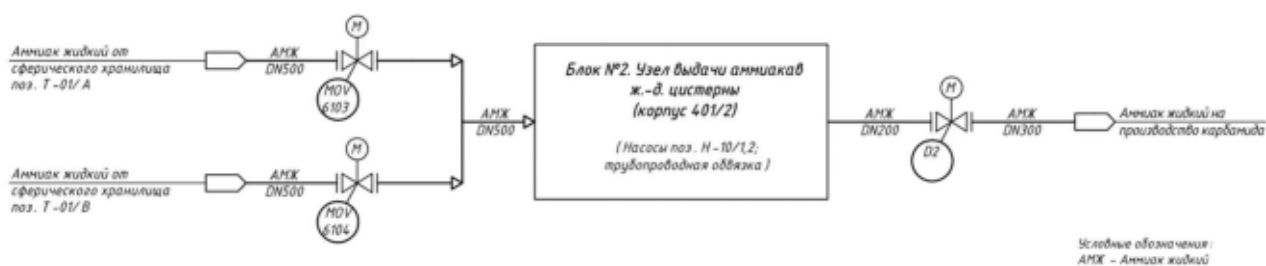 Аммиак жидкий от
сферического хранилища
поз. Т -01/ А
АМЖ
DN500
М
MOV
6103
Аммиак жидкий от
сферического хранилища
поз. Т -01/ В
АМЖ
DN500
М
MOV
6104
АМЖ
DN500
Блок №2. Узел выдачи аммиакав
ж.-д. цистерны
(корпус 401/2)
( Насосы поз . Н -10/1,2;
трубопроводная обвязка )
АМЖ
DN200
М
D2
АМЖ
DN300
Аммиак жидкий на
производство карбамида
Условные обозначения :
АМЖ - Аммиак жидкий